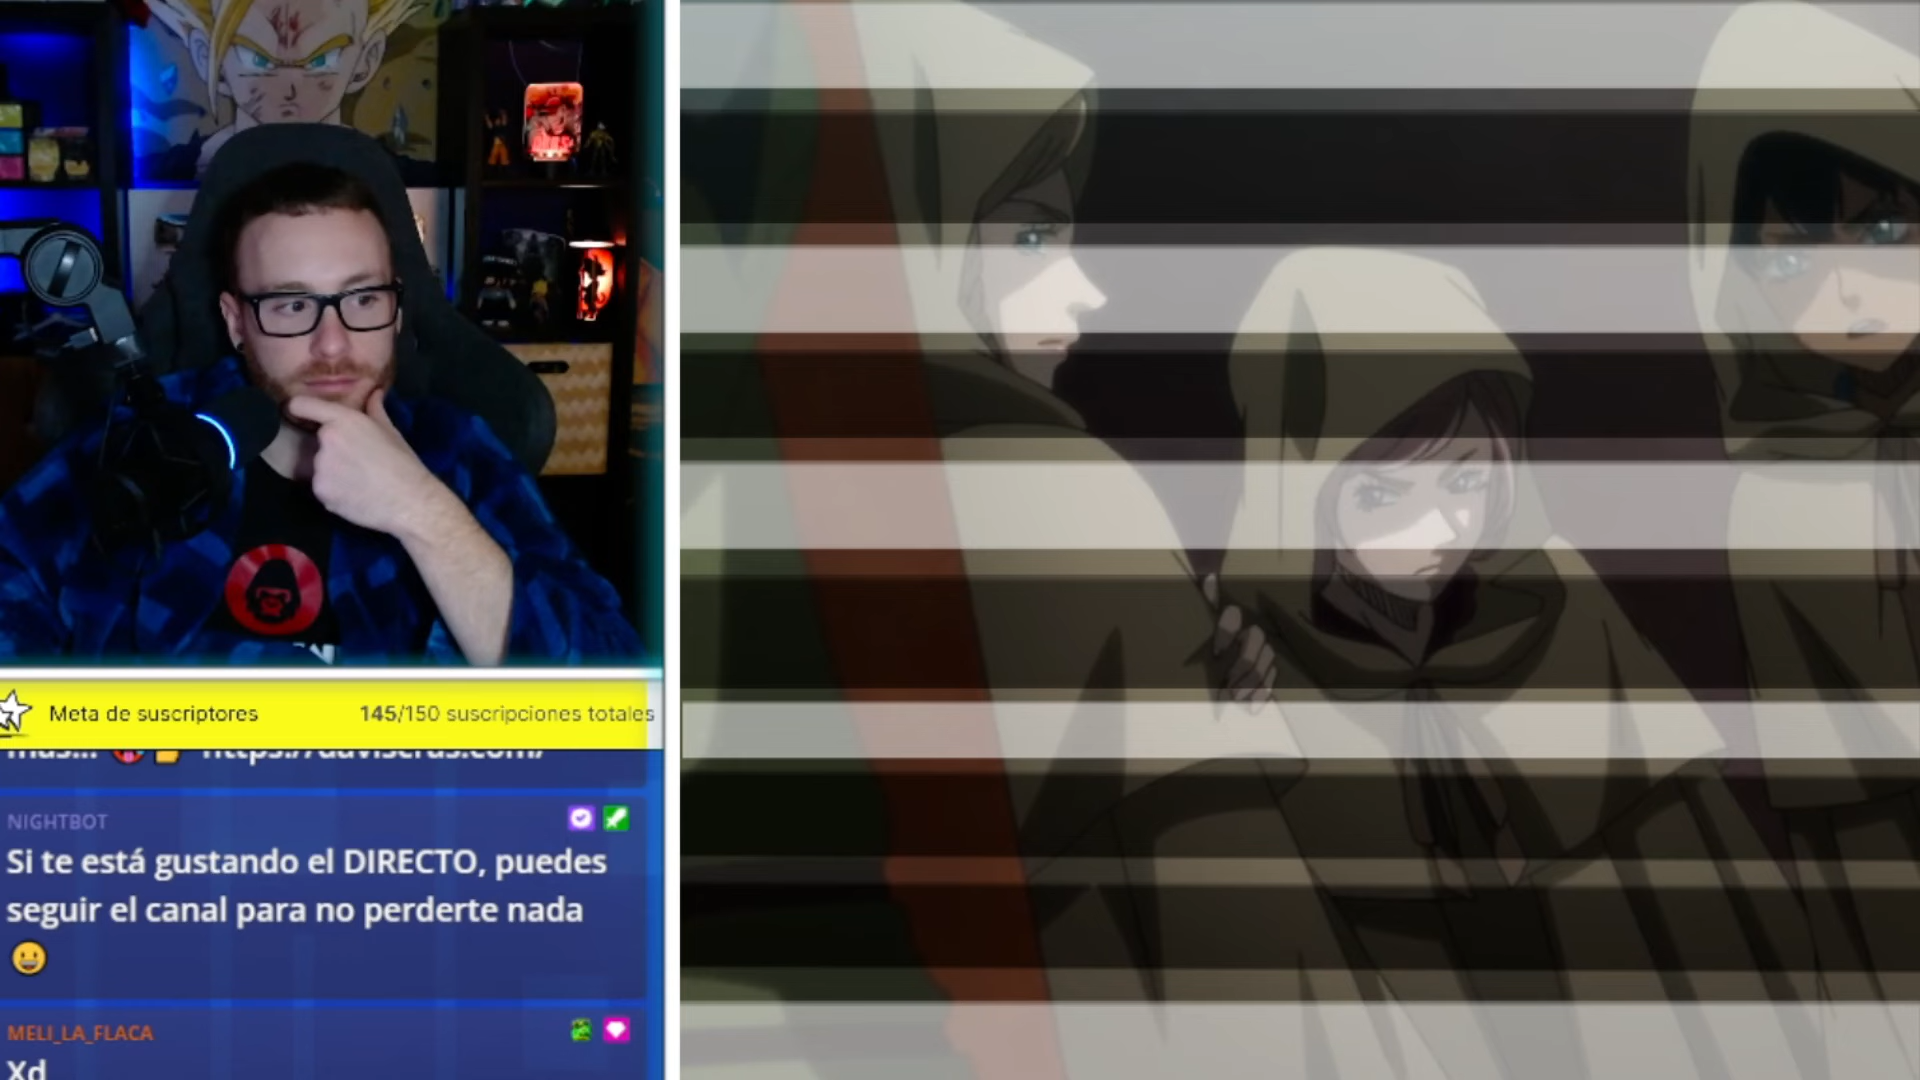 Meta de suscriptores 145/150 suscripciones totales
NIGHTBOT
Si te está gustando el DIRECTO, puedes
seguir el canal para no perderte nada
MELI_LA_FLACA
Xd